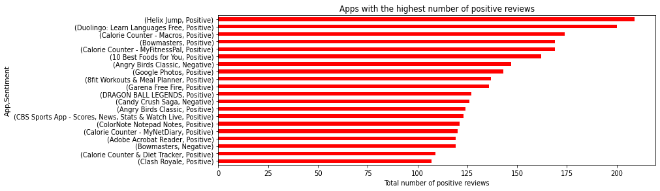 Apps with the highest number of positive reviews
App,Sentiment
(Helix Jump, Positive)
(Duolingo: Learn Languages Free, Positive)
(Calorie Counter - Macros, Positive)
(Bowmasters, Positive)
(Calorie Counter - MyFitnessPal, Positive)
(10 Best Foods for You, Positive)
(Angry Birds Classic, Negative)
(Google Photos, Positive)
(8fit Workouts & Meal Planner, Positive)
(Garena Free Fire, Positive)
(DRAGON BALL LEGENDS, Positive)
(Candy Crush Saga, Negative)
(Angry Birds Classic, Positive)
(CBS Sports App - Scores, News, Stats & Watch Live, Positive)
(ColorNote Notepad Notes, Positive)
(Calorie Counter - MyNetDiary, Positive)
(Adobe Acrobat Reader, Positive)
(Bowmasters, Negative)
(Calorie Counter & Diet Tracker, Positive)
(Clash Royale, Positive)
0 25 50 75 100 125 150 175 200
Total number of positive reviews